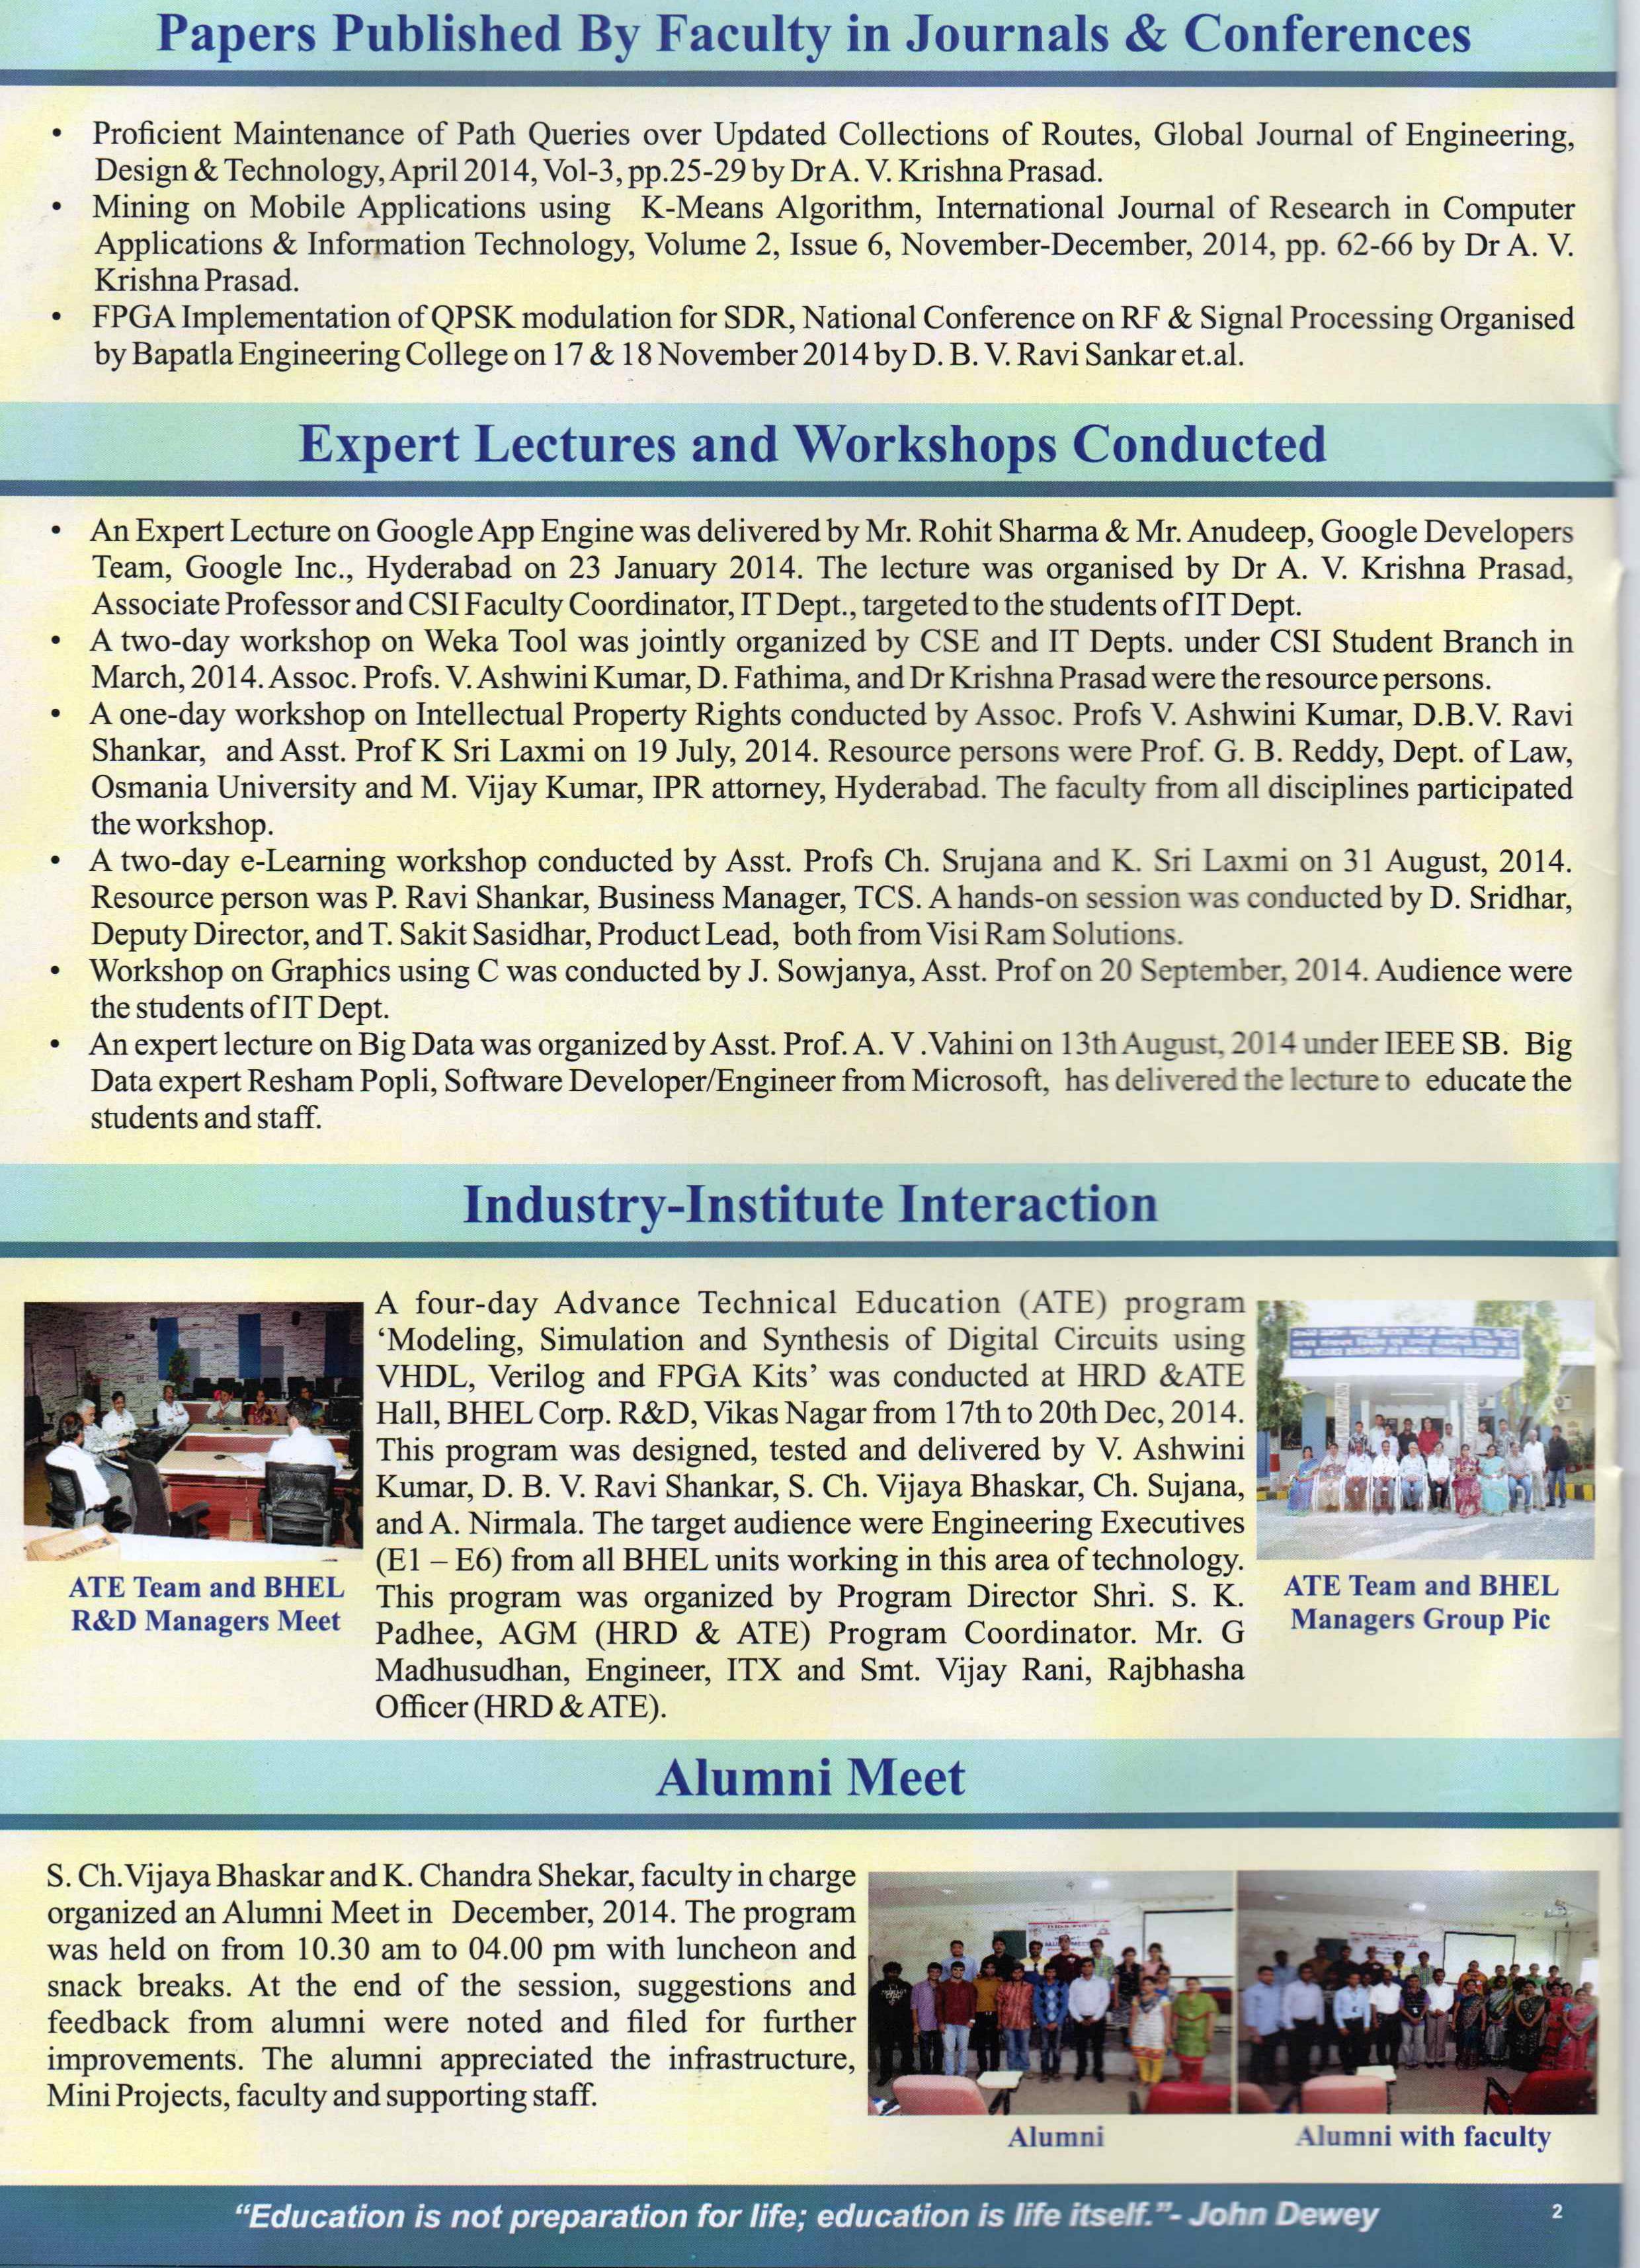 Papers Published By Faculty in Journals & Conferences
• Proficient Maintenance of Path Queries over Updated Collections of Routes, Global Journal of Engineering,
Design & Technology, April 2014, Vol-3, pp.25-29 by Dr A. V. Krishna Prasad.
• Mining on Mobile Applications using K-Means Algorithm, International Journal of Research in Computer
Applications & Information Technology, Volume 2, Issue 6, November-December, 2014, pp. 62-66 by Dr A. V.
Krishna Prasad.
• FPGA Implementation of QPSK modulation for SDR, National Conference on RF & Signal Processing Organised
by Bapatla Engineering College on 17 & 18 November 2014 by D. B. V. Ravi Sankar et.al.
Expert Lectures and Workshops Conducted
• An Expert Lecture on Google App Engine was delivered by Mr. Rohit Sharma & Mr. Anudeep, Google Developers
Team, Google Inc., Hyderabad on 23 January 2014. The lecture was organised by Dr A. V. Krishna Prasad,
Associate Professor and CSI Faculty Coordinator, IT Dept., targeted to the students of IT Dept.
• A two-day workshop on Weka Tool was jointly organized by CSE and IT Depts. under CSI Student Branch in
March, 2014. Assoc. Profs. V. Ashwini Kumar, D. Fathima, and Dr Krishna Prasad were the resource persons.
• A one-day workshop on Intellectual Property Rights conducted by Assoc. Profs V. Ashwini Kumar, D.B.V. Ravi
Shankar, and Asst. Prof K Sri Laxmi on 19 July, 2014. Resource persons were Prof. G. B. Reddy, Dept. of Law,
Osmania University and M. Vijay Kumar, IPR attorney, Hyderabad. The faculty from all disciplines participated
the workshop.
• A two-day e-Learning workshop conducted by Asst. Profs Ch. Srujana and K. Sri Laxmi on 31 August, 2014.
Resource person was P. Ravi Shankar, Business Manager, TCS. A hands-on session was conducted by D. Sridhar,
Deputy Director, and T. Sakit Sasidhar, Product Lead, both from Visi Ram Solutions.
• Workshop on Graphics using C was conducted by J. Sowjanya, Asst. Prof on 20 September, 2014. Audience were
the students of IT Dept.
• An expert lecture on Big Data was organized by Asst. Prof. A. V .Vahini on 13th August, 2014 under IEEE SB. Big
Data expert Resham Popli, Software Developer/Engineer from Microsoft, has delivered the lecture to educate the
students and staff.
Industry-Institute Interaction
A four-day Advance Technical Education (ATE) program
‘Modeling, Simulation and Synthesis of Digital Circuits using
VHDL, Verilog and FPGA Kits’ was conducted at HRD &ATE
Hall, BHEL Corp. R&D, Vikas Nagar from 17th to 20th Dec, 2014.
This program was designed, tested and delivered by V. Ashwini
Kumar, D. B. V. Ravi Shankar, S. Ch. Vijaya Bhaskar, Ch. Sujana,
and A. Nirmala. The target audience were Engineering Executives
(E1 – E6) from all BHEL units working in this area of technology.
This program was organized by Program Director Shri. S. K.
Padhee, AGM (HRD & ATE) Program Coordinator. Mr. G
Madhusudhan, Engineer, ITX and Smt. Vijay Rani, Rajbhasha
Officer (HRD & ATE).
ATE Team and BHEL
R&D Managers Meet
ATE Team and BHEL
Managers Group Pic
Alumni Meet
S. Ch.Vijaya Bhaskar and K. Chandra Shekar, faculty in charge
organized an Alumni Meet in December, 2014. The program
was held on from 10.30 am to 04.00 pm with luncheon and
snack breaks. At the end of the session, suggestions and
feedback from alumni were noted and filed for further
improvements. The alumni appreciated the infrastructure,
Mini Projects, faculty and supporting staff.
Alumni
Alumni with faculty
“Education is not preparation for life; education is life itself.”- John Dewey
2